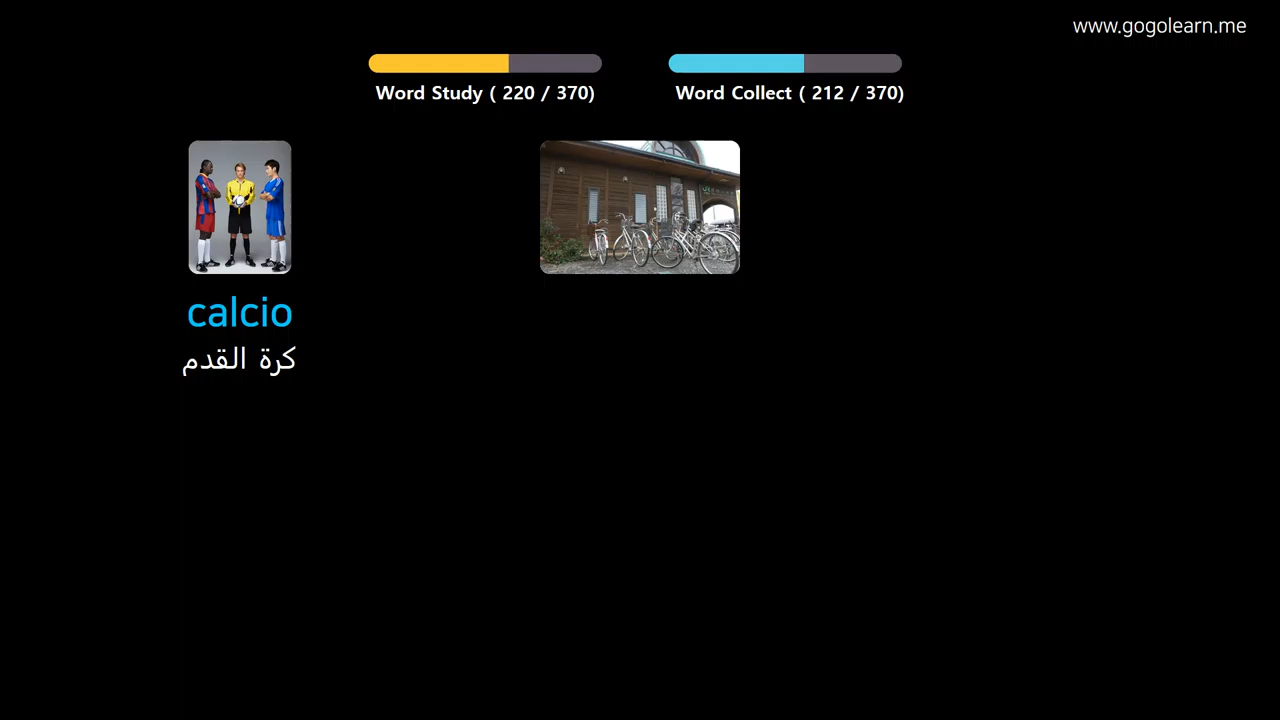 www.gogolearn.me
Word Study ( 220 / 370)
Word Collect ( 212 / 370)
calcio
كرة القدم